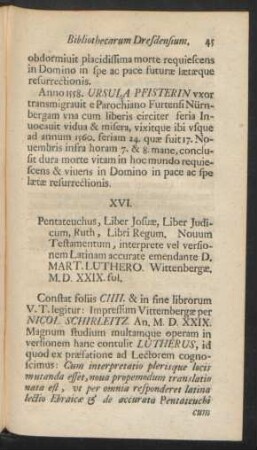 Bibliothecarum Dresdensium. 45
obdormiuit placidissima morte requiescens
in Domino in spe ac pace futuræ lætæque
resurrectionis.
Anno 1558. URSULA PFISTERIN vxor
transmigrauit e Parochiano Furtensi Nürn-
bergam vna cum liberis circiter feria In-
uocauit vidua & misera, vixitque ibi vsque
ad annum 1560. feriam 24. quæ fuit 17. No-
uembris infra horam 7. & 8. mane, conclu-
sit dura morte vitam in hoc mundo requie-
scens & viuens in Domino in pace ac spe
lætæ resurrectionis.
XVI.
Pentateuchus, Liber Josuæ, Liber Judi-
cum, Ruth, Libri Regum, Nouum
Testamentum, interprete vel versio-
nem Latinam accurate emendante D.
MART. LUTHERO. Wittenbergæ,
M. D. XXIX. fol.
Constat foliis CIIII. & in fine librorum
V. T. legitur: Impressum Vittembergæ per
NICOL. SCHIRLEITZ. An. M. D. XXIX.
Magnum studium multamque operam in
versionem hanc contulit LUTHERUS, id
quod ex præfatione ad Lectorem cogno-
scimus: Cum interpretatio plerisque locis
mutanda esset, noua propemodum translatio
nata est, vt per omnia responderet latina
lectio Ebraicæ & de accurata Pentateuchi
cum